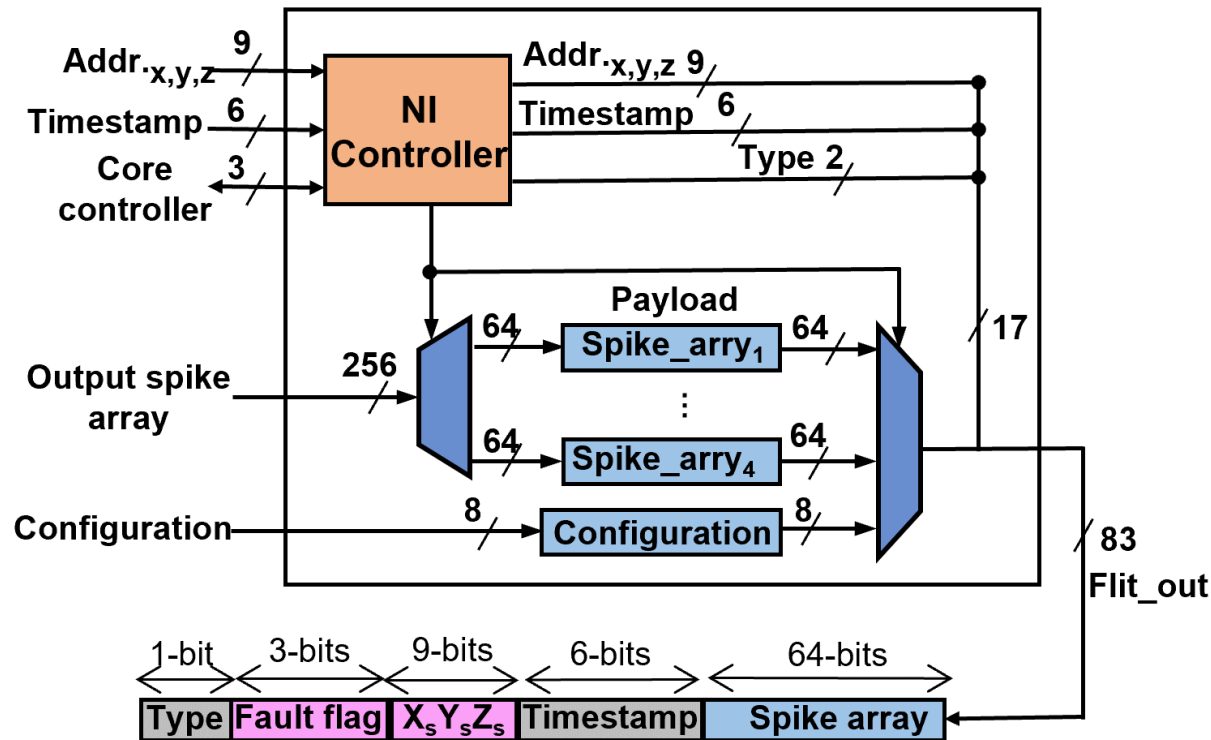 Addr.x,y,z 9
Timestamp 6
Core controller 3
NI
Controller
Addr.x,y,z 9
Timestamp 6
Type 2
17
Payload
Output spike
array
256
64
Spike_arry1
64
⋮
64
Spike_arry4
64
Configuration
8
Configuration
8
83
Flit_out
1-bit 3-bits 9-bits 6-bits 64-bits
Type Fault flag XsYsZs Timestamp Spike array